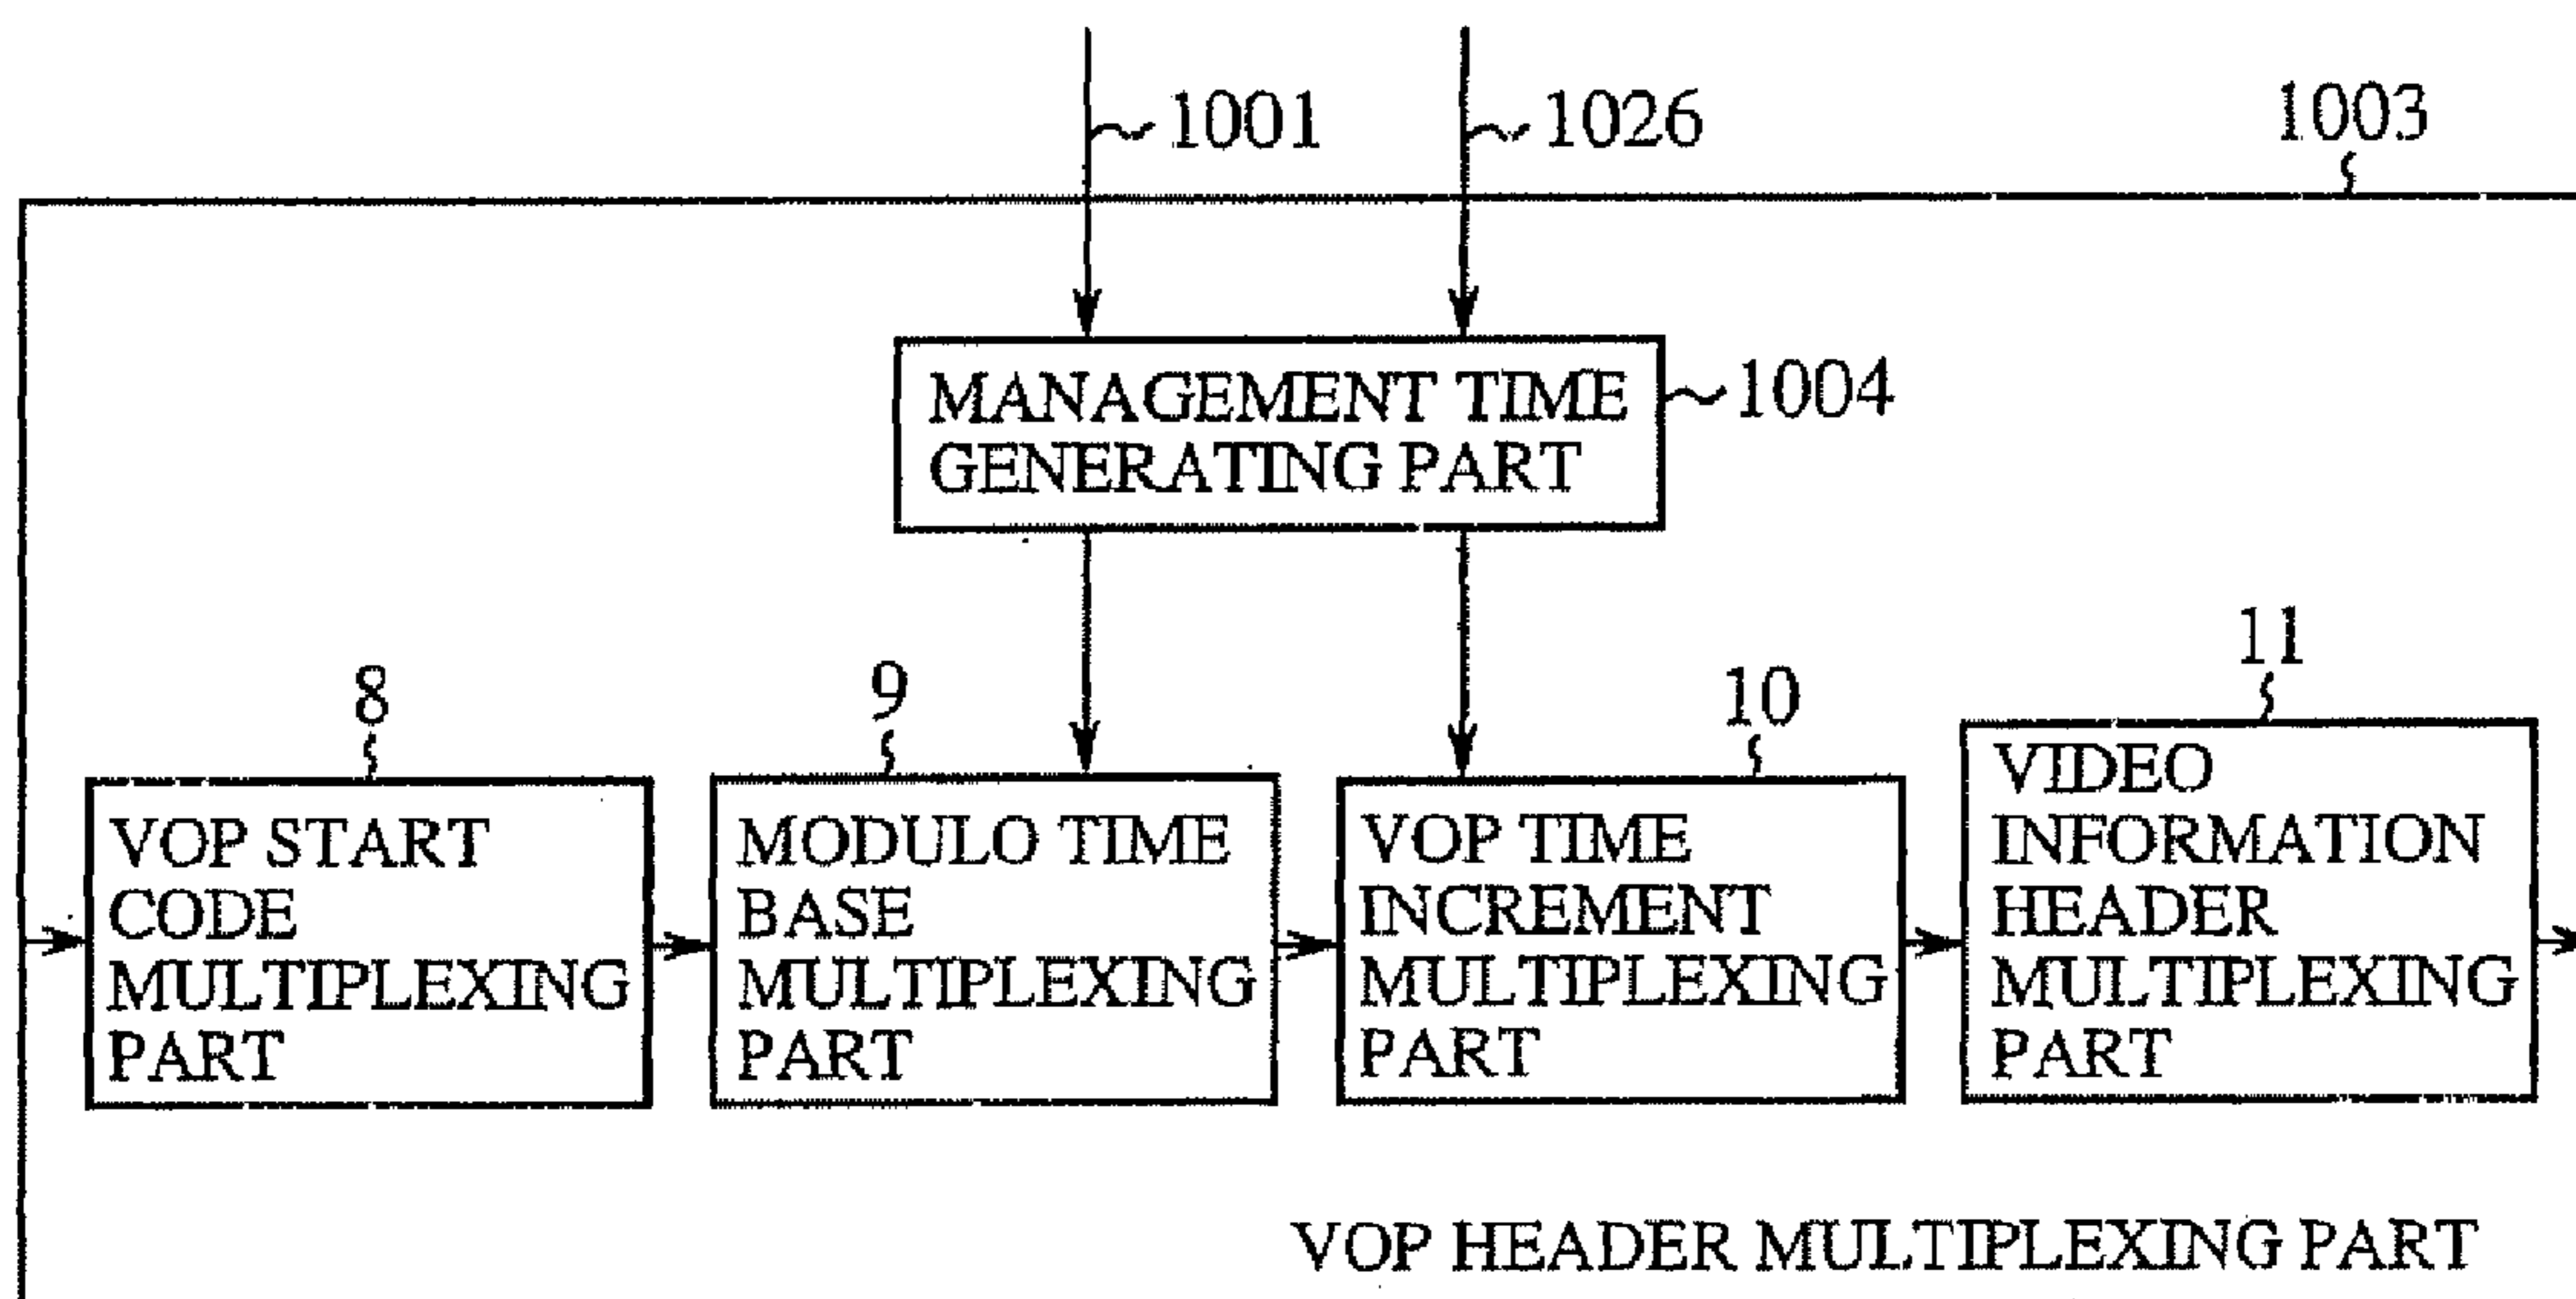 1001
1026
1003
MANAGEMENT TIME
GENERATING PART
1004
8
VOP START
CODE
MULTIPLEXING
PART
9
MODULO TIME
BASE
MULTIPLEXING
PART
10
VOP TIME
INCREMENT
MULTIPLEXING
PART
11
VIDEO
INFORMATION
HEADER
MULTIPLEXING
PART
VOP HEADER MULTIPLEXING PART